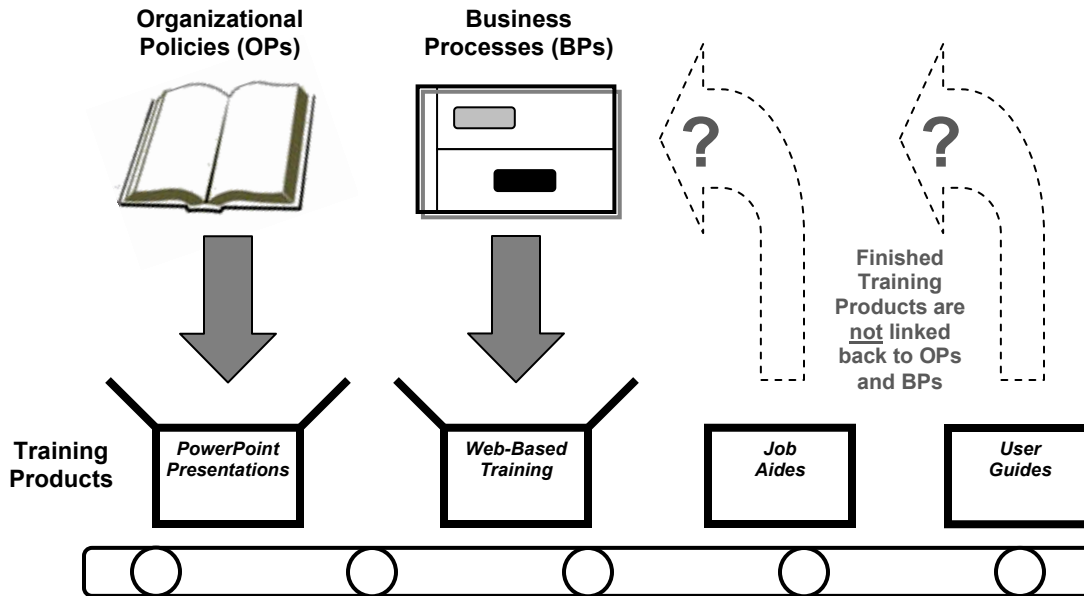 Organizational
Policies (OPs)
Business
Processes (BPs)
?
?
Finished
Training
Products are
not linked
back to OPs
and BPs
Training
Products
PowerPoint
Presentations
Web-Based
Training
Job
Aides
User
Guides